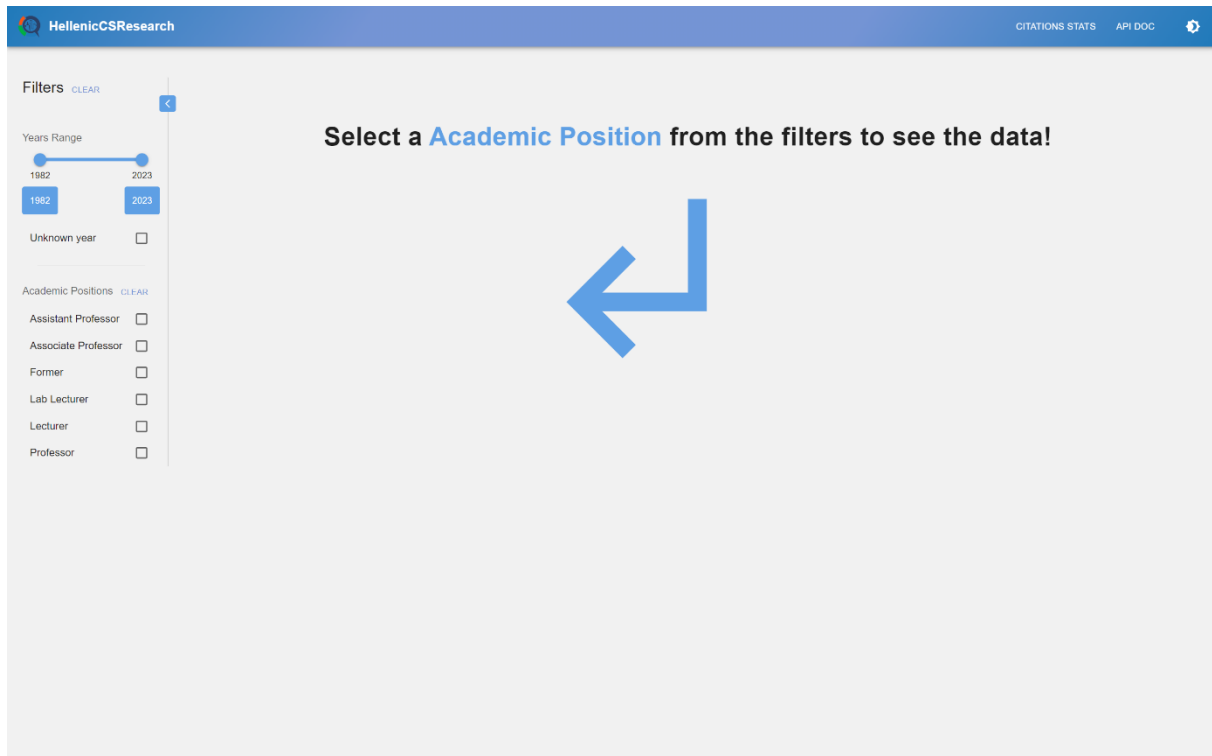 HellenicCSResearch
CITATIONS STATS API DOC
Filters CLEAR
Years Range
1982 2023
1982 2023
Unknown year
Academic Positions CLEAR
Assistant Professor
Associate Professor
Former
Lab Lecturer
Lecturer
Professor
Select a Academic Position from the filters to see the data!